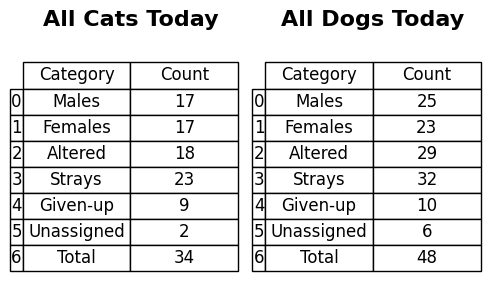 All Cats Today
Category Count
0 Males 17
1 Females 17
2 Altered 18
3 Strays 23
4 Given-up 9
5 Unassigned 2
6 Total 34
All Dogs Today
Category Count
0 Males 25
1 Females 23
2 Altered 29
3 Strays 32
4 Given-up 10
5 Unassigned 6
6 Total 48